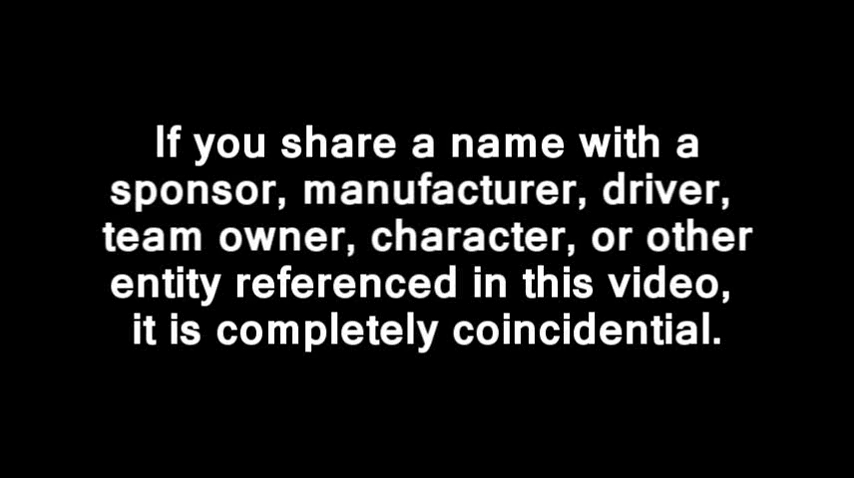 If you share a name with a
sponsor, manufacturer, driver,
team owner, character, or other
entity referenced in this video,
it is completely coincidential.